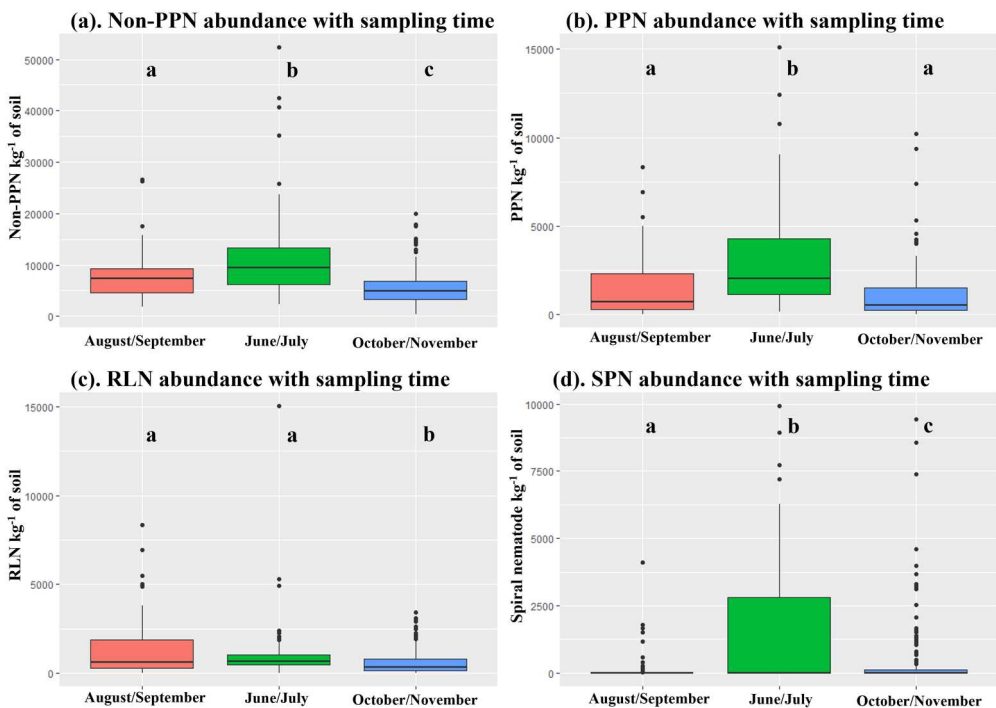 (a). Non-PPN abundance with sampling time
Non-PPN kg⁻¹ of soil
50000
40000
30000
20000
10000
0
a
b
c
August/September
June/July
October/November
(b). PPN abundance with sampling time
PPN kg⁻¹ of soil
15000
10000
5000
0
a
b
a
August/September
June/July
October/November
(c). RLN abundance with sampling time
RLN kg⁻¹ of soil
15000
10000
5000
0
a
a
b
August/September
June/July
October/November
(d). SPN abundance with sampling time
Spiral nematode kg⁻¹ of soil
10000
7500
5000
2500
0
a
b
c
August/September
June/July
October/November